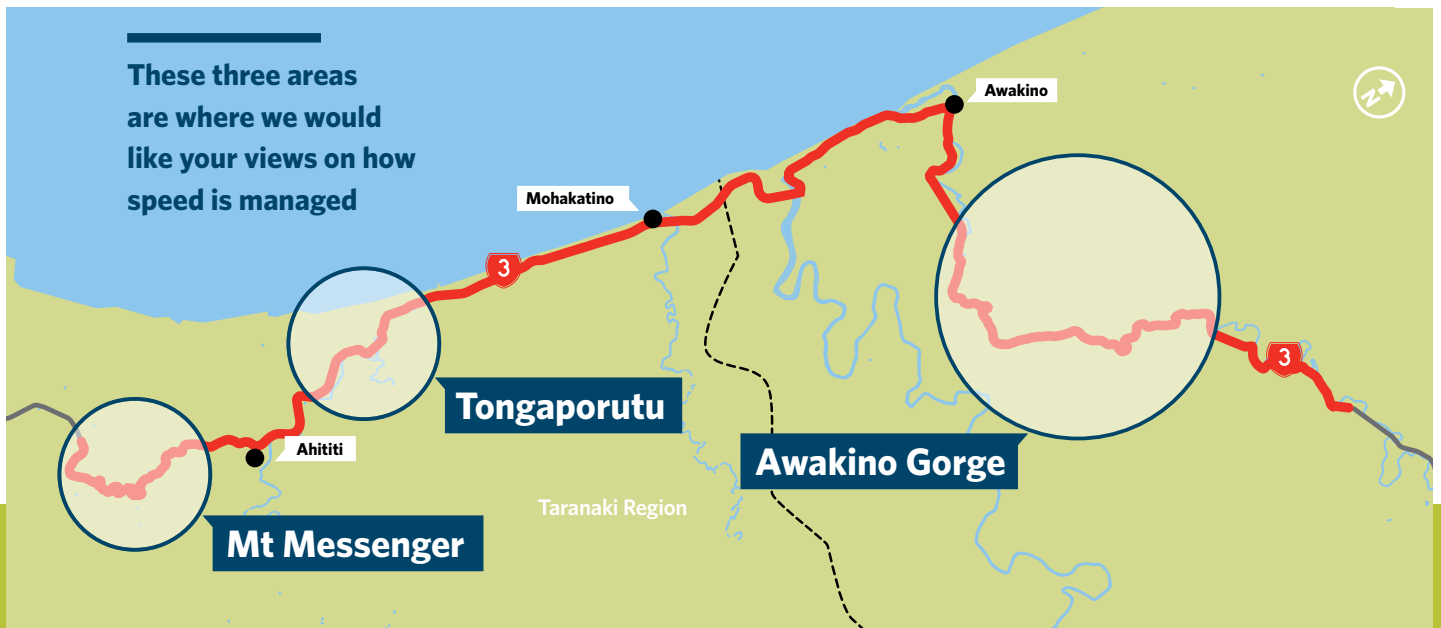 These three areas
are where we would
like your views on how
speed is managed
Awakino
N
Mohakatino
3
3
Tongaporutu
Ahititi
Awakino Gorge
Taranaki Region
Mt Messenger